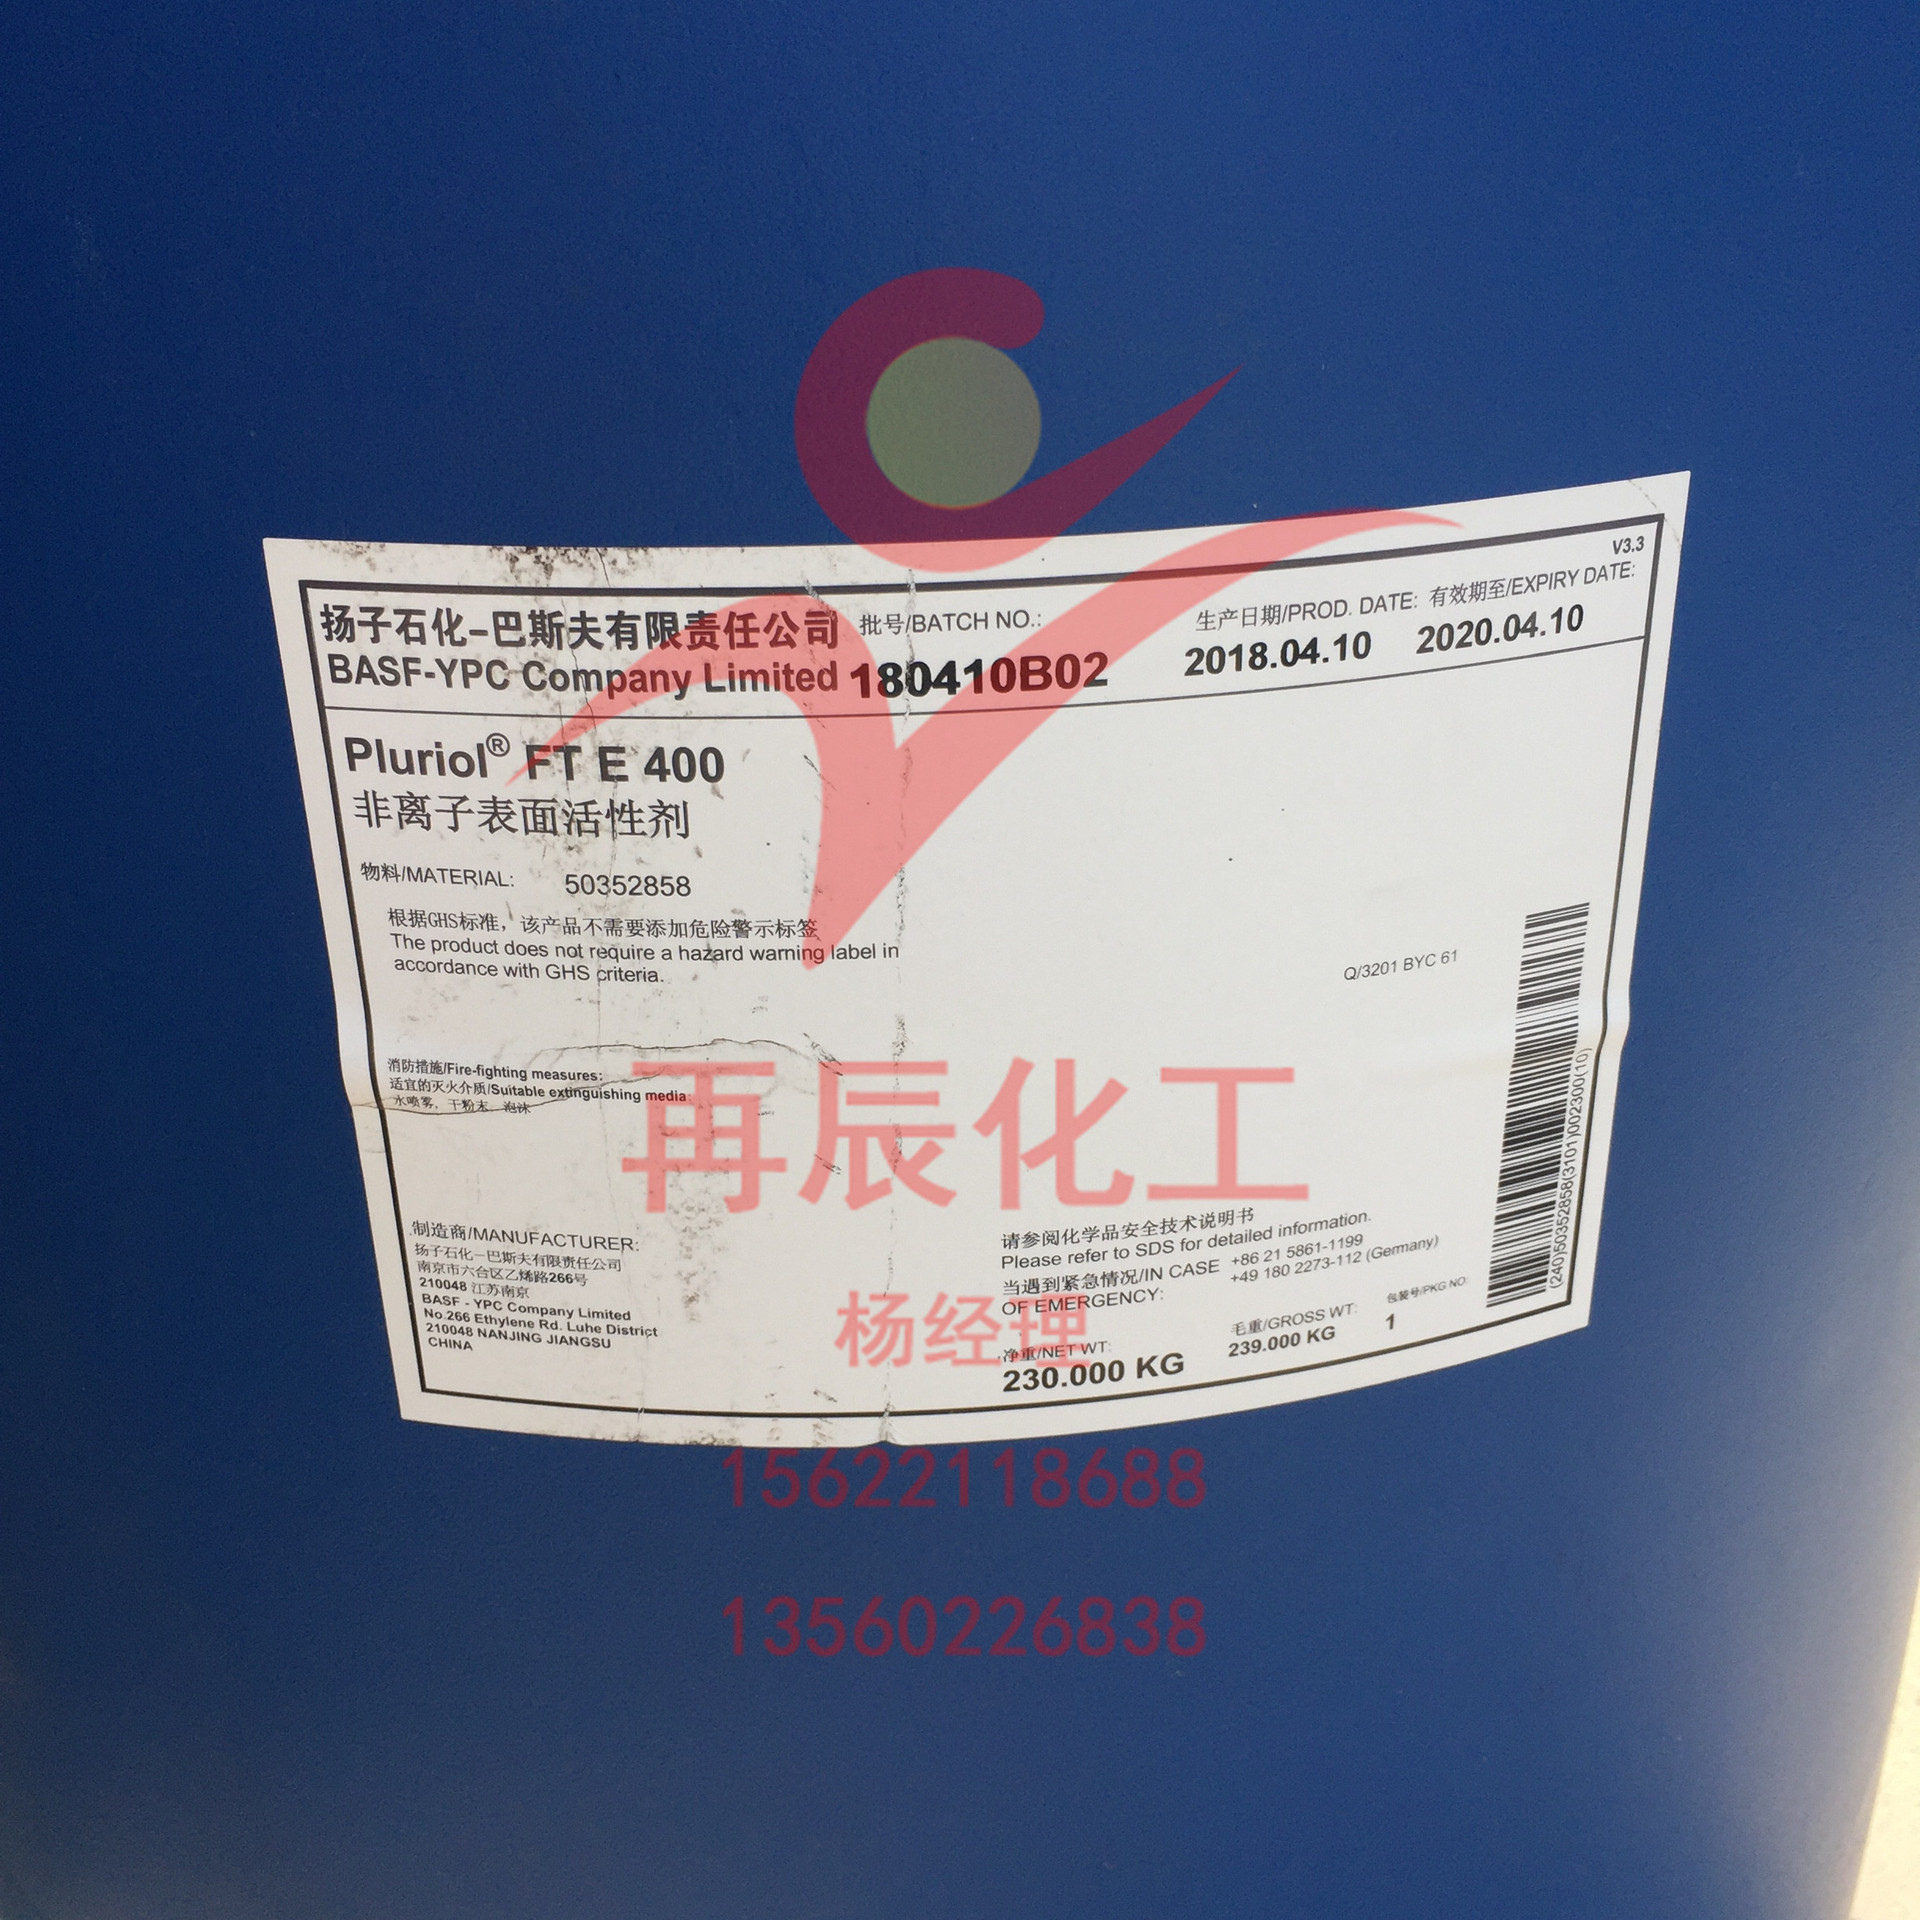 V3.3
扬子石化-巴斯夫有限责任公司 批号/BATCH NO.: 生产日期/PROD. DATE: 有效期至/EXPIRY DATE:
BASF-YPC Company Limited 180410B02 2018.04.10 2020.04.10
Pluriol® FT E 400
非离子表面活性剂
物料/MATERIAL: 50352858
根据GHS标准，该产品不需要添加危险警示标签
The product does not require a hazard warning label in
accordance with GHS criteria.
Q/3201 BYC 61
消防措施/Fire-fighting measures:
适宜的灭火介质/Suitable extinguishing media:
水喷雾，干粉末，泡沫
再辰化工
制造商/MANUFACTURER:
扬子石化-巴斯夫有限责任公司
南京市六合区乙烯路266号
210048 江苏南京
BASF - YPC Company Limited
No.266 Ethylene Rd. Luhe District
210048 NANJING JIANGSU
CHINA
请参阅化学品安全技术说明书
Please refer to SDS for detailed information.
当遇到紧急情况/IN CASE +86 21 5861-1199
OF EMERGENCY: +49 180 2273-112 (Germany)
净重/NET WT: 毛重/GROSS WT: 包装号/PKG NO:
230.000 KG 239.000 KG 1
(240)50352858(3101)002300(10)
杨经理
15622118688
13560226838